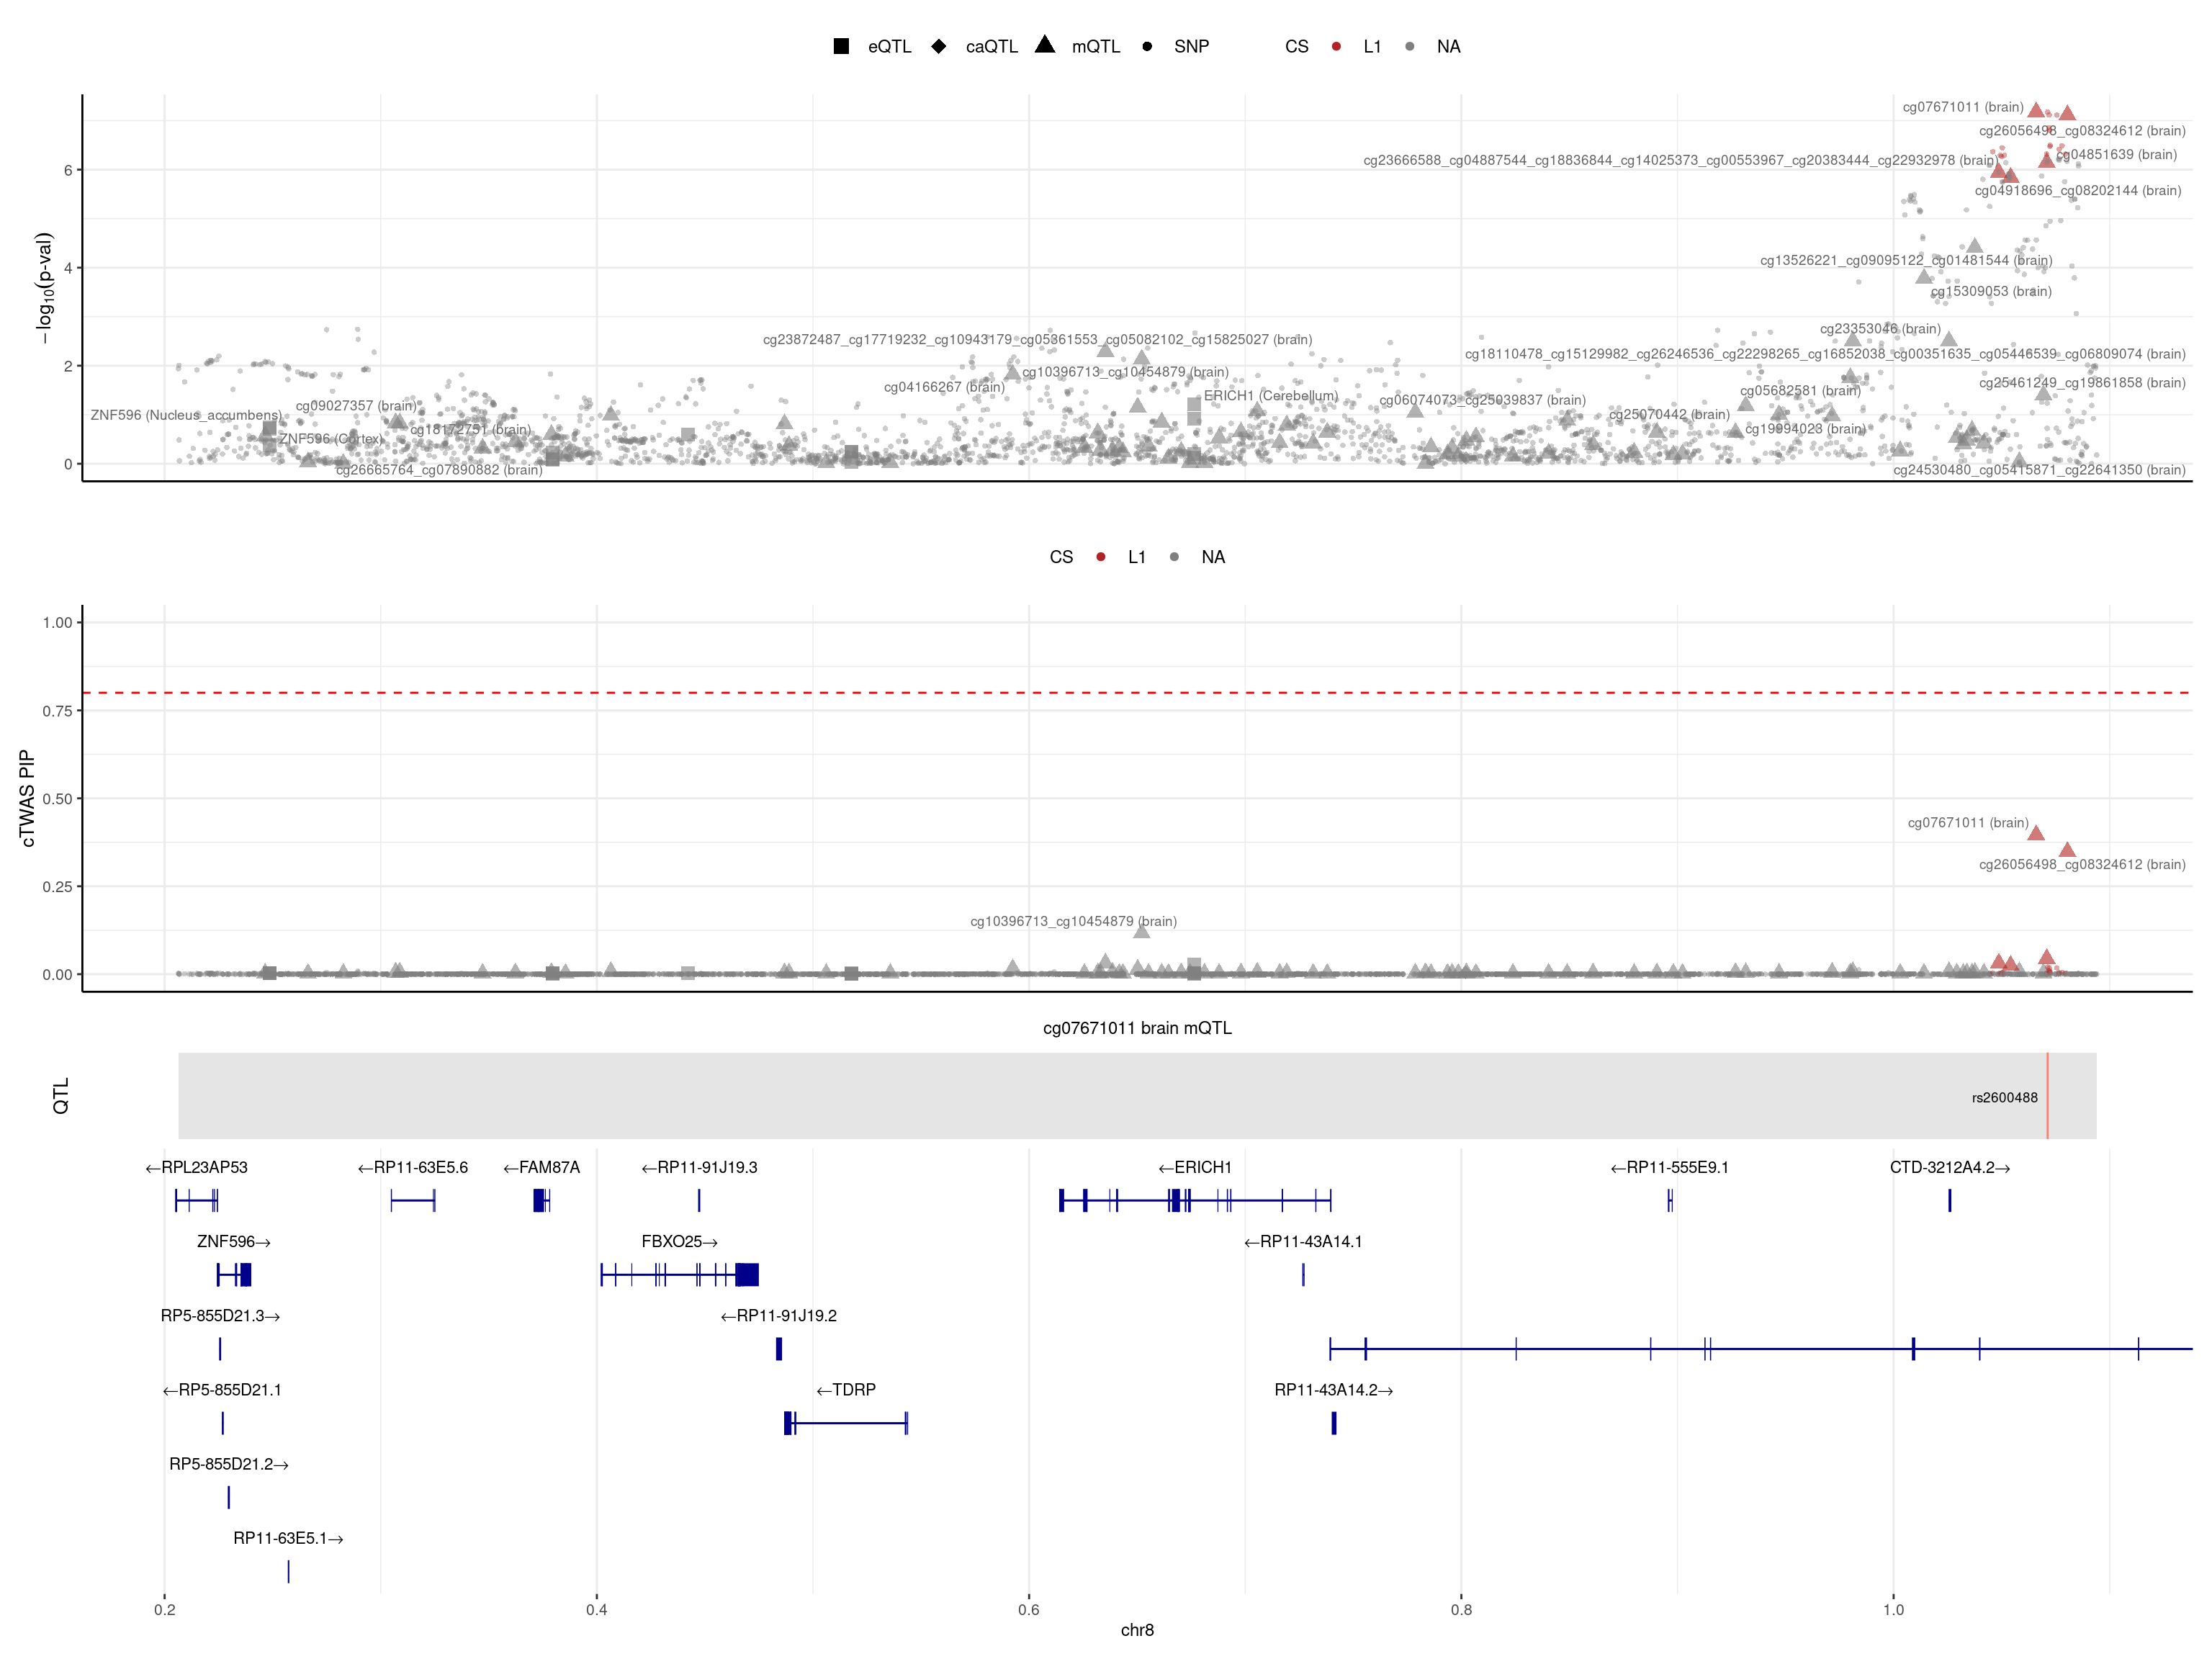 eQTL caQTL mQTL SNP CS L1 NA
cg07671011 (brain)
cg26056498_cg08324612 (brain)
cg23666588_cg04887544_cg18836844_cg14025373_cg00553967_cg20383444_cg22932978 (brain)
cg04851639 (brain)
cg04918696_cg08202144 (brain)
cg13526221_cg09095122_cg01481544 (brain)
cg15309053 (brain)
cg23353046 (brain)
cg23872487_cg17719232_cg10943179_cg05361553_cg05082102_cg15825027 (brain)
cg18110478_cg15129982_cg26246536_cg22298265_cg16852038_cg00351635_cg05446539_cg06809074 (brain)
cg10396713_cg10454879 (brain)
cg04166267 (brain)
cg25461249_cg19861858 (brain)
cg05682581 (brain)
ERICH1 (Cerebellum)
cg06074073_cg25039837 (brain)
cg09027357 (brain)
ZNF596 (Nucleus_accumbens)
cg25070442 (brain)
cg18172751 (brain)
cg19994023 (brain)
ZNF596 (Cortex)
cg26665764_cg07890882 (brain)
cg24530480_cg05415871_cg22641350 (brain)
−log10(p-val)
6
4
2
0
CS L1 NA
cTWAS PIP
1.00
0.75
0.50
0.25
0.00
cg07671011 (brain)
cg26056498_cg08324612 (brain)
cg10396713_cg10454879 (brain)
cg07671011 brain mQTL
QTL
rs2600488
←RPL23AP53 ←RP11-63E5.6 ←FAM87A ←RP11-91J19.3 ←ERICH1 ←RP11-555E9.1 CTD-3212A4.2→
ZNF596→ FBXO25→ ←RP11-43A14.1
RP5-855D21.3→ ←RP11-91J19.2
←RP5-855D21.1 ←TDRP RP11-43A14.2→
RP5-855D21.2→
RP11-63E5.1→
0.2 0.4 0.6 0.8 1.0
chr8